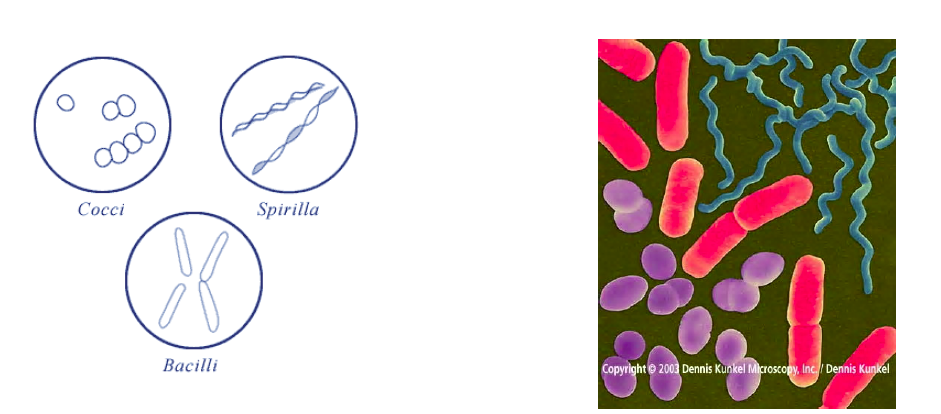 Cocci
Spirilla
Bacilli
Copyright © 2003 Dennis Kunkel Microscopy, Inc. / Dennis Kunkel